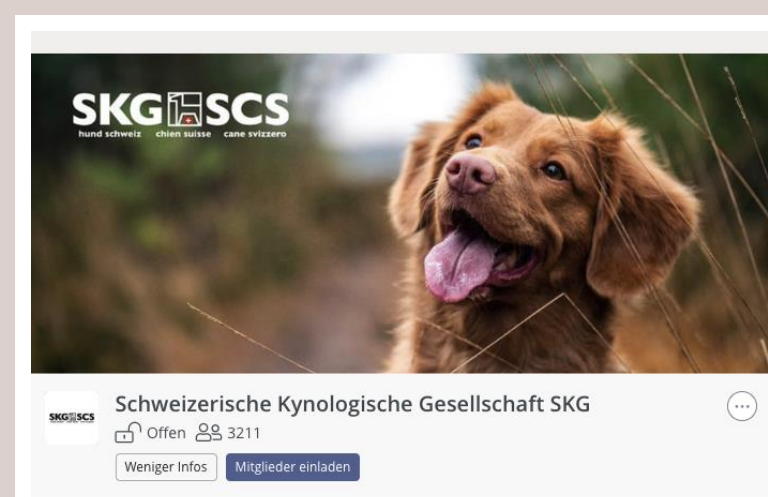 SKG SCS
hund schweiz chien suisse cane svizzero
SKG SCS
Schweizerische Kynologische Gesellschaft SKG
Offen 3211
Weniger Infos Mitglieder einladen